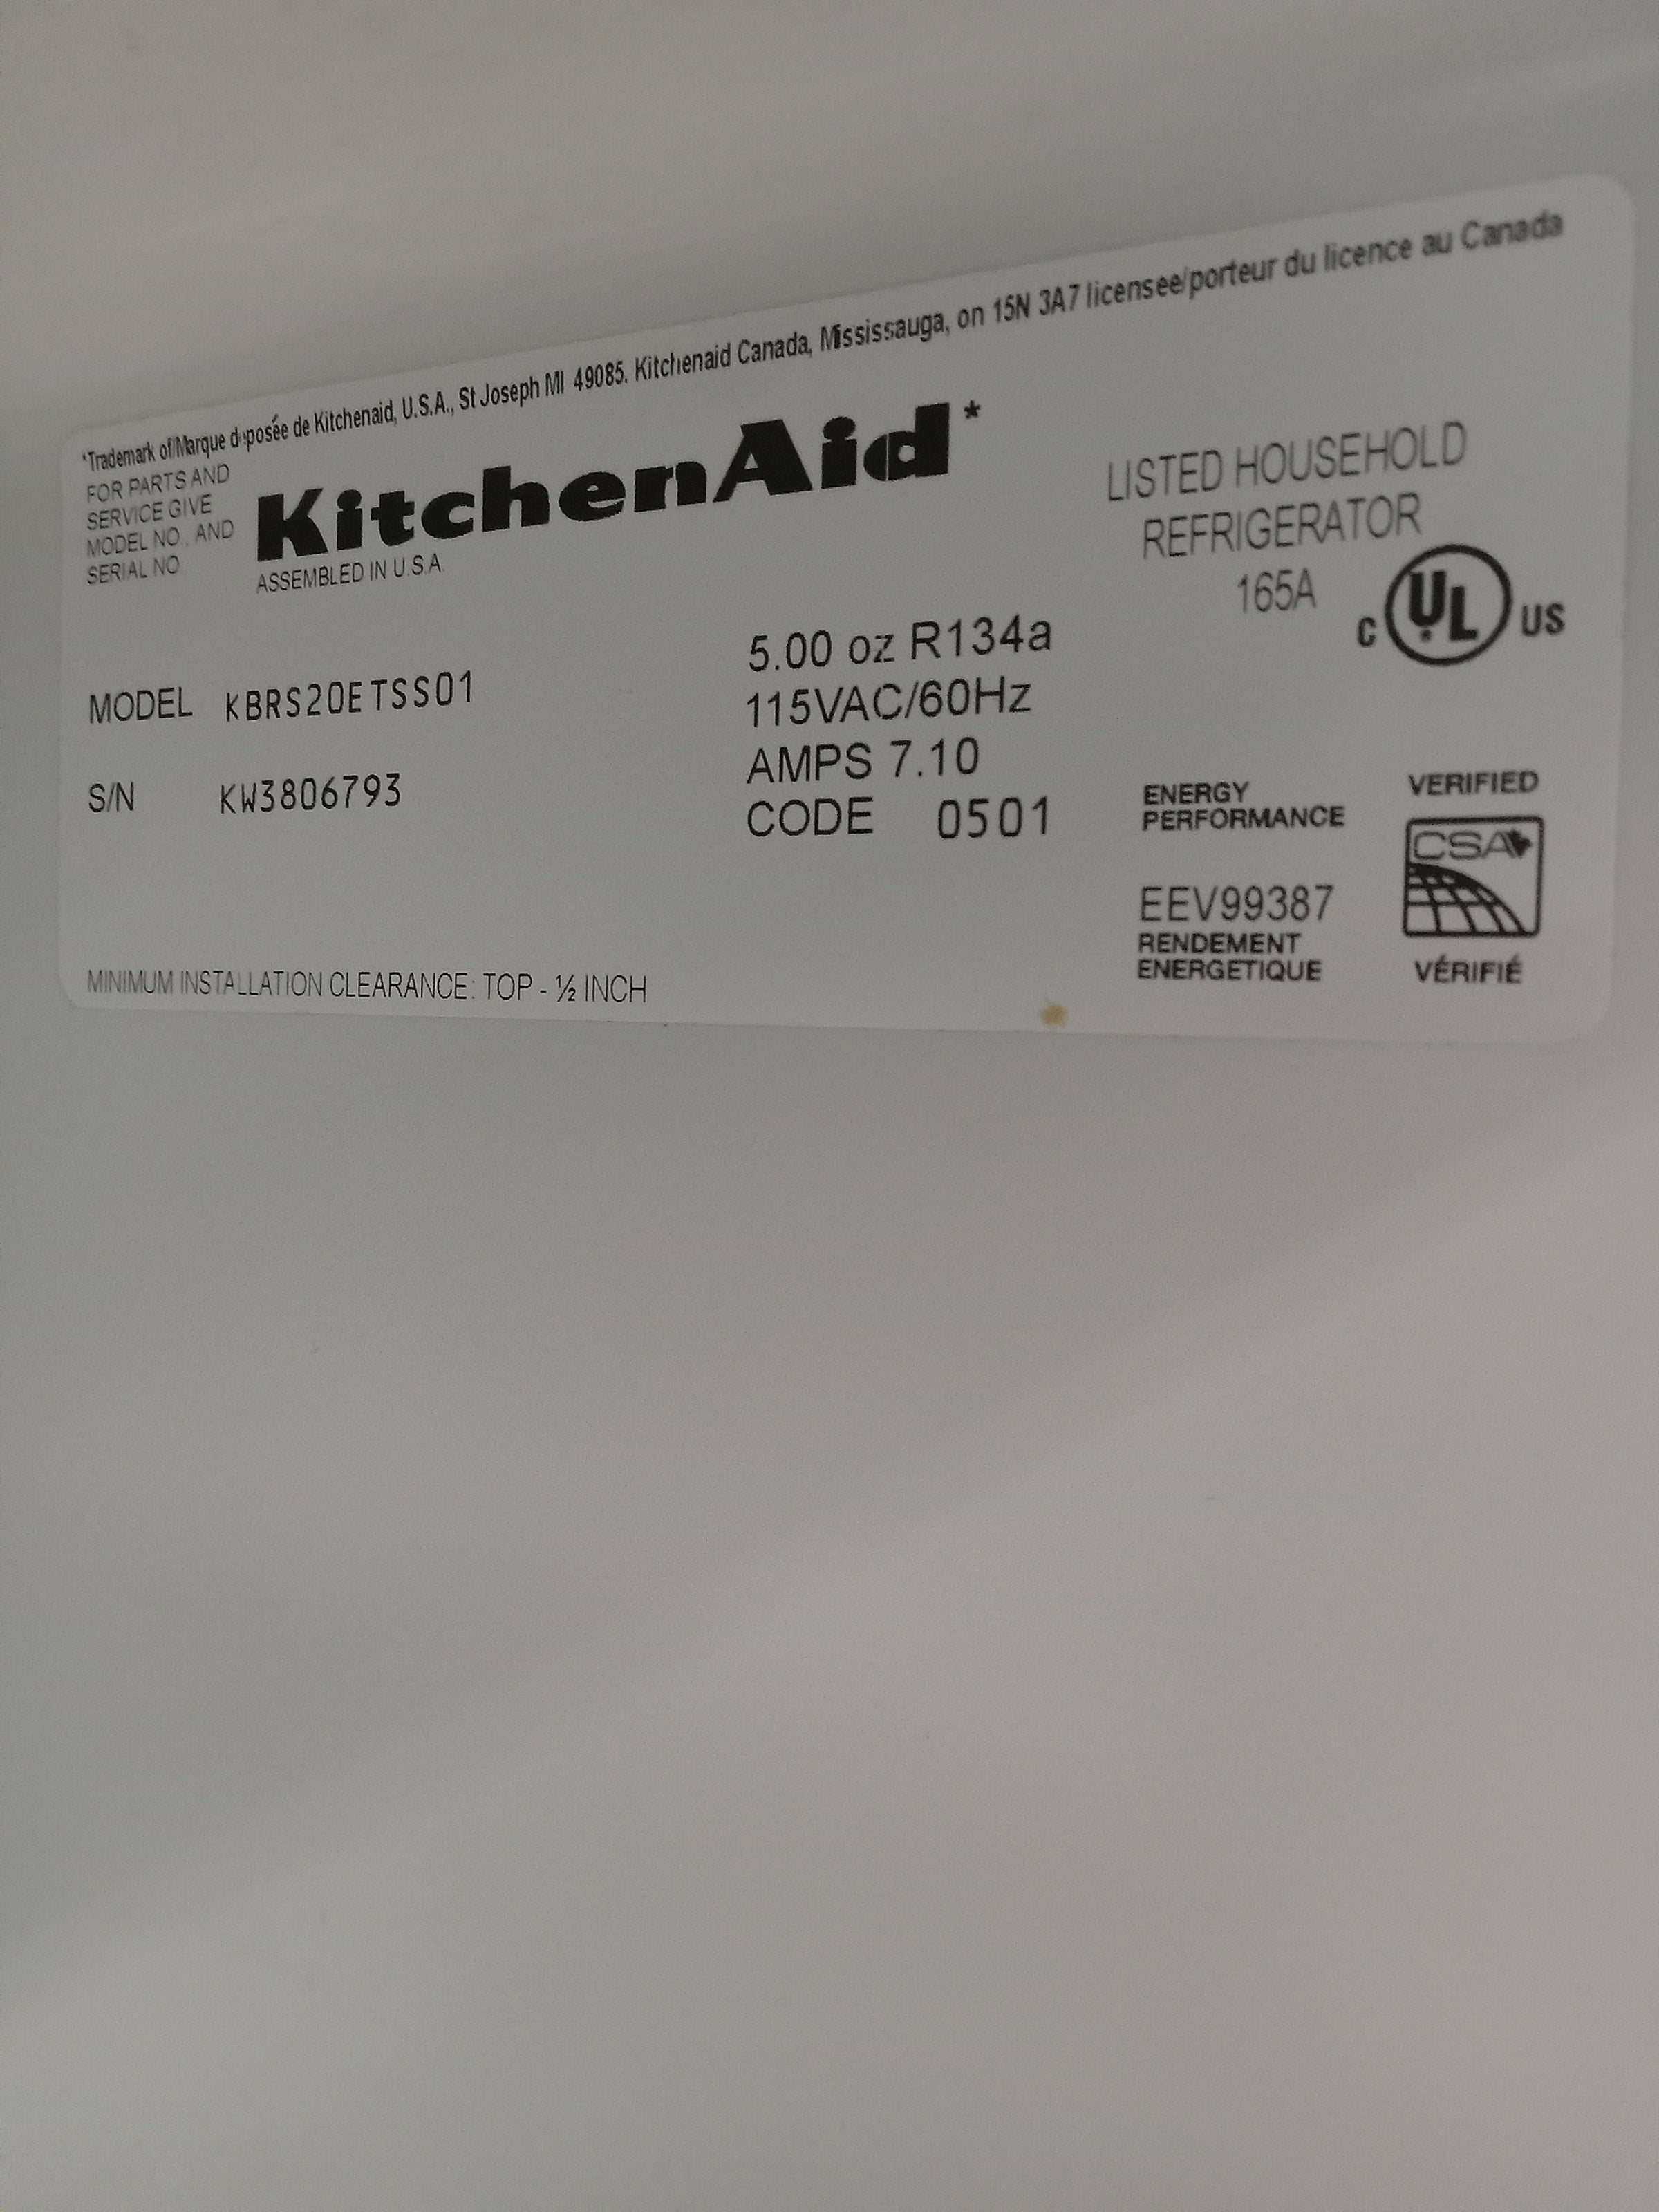 *Trademark of/Marque déposée de Kitchenaid, U.S.A., St Joseph MI 49085. Kitchenaid Canada, Mississauga, on 15N 3A7 licensee/porteur du licence au Canada
FOR PARTS AND
SERVICE GIVE
MODEL NO., AND
SERIAL NO
KitchenAid*
ASSEMBLED IN U.S.A.
LISTED HOUSEHOLD
REFRIGERATOR
165A
C UL US
MODEL KBRS20ETSS01
S/N KW3806793
5.00 oz R134a
115VAC/60Hz
AMPS 7.10
CODE 0501
ENERGY
PERFORMANCE
EEV99387
RENDEMENT
ENERGETIQUE
VERIFIED
CSA
VÉRIFIÉ
MINIMUM INSTALLATION CLEARANCE: TOP - ½ INCH